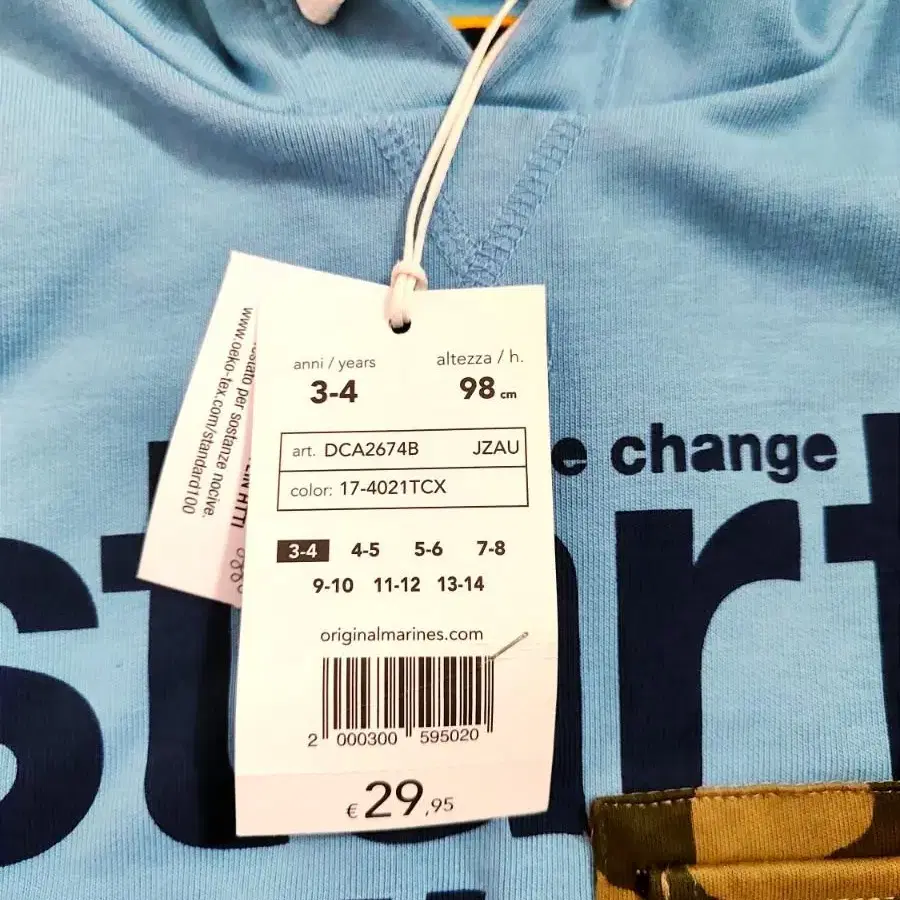 anni / years
altezza / h.
3-4
98 cm
art. DCA2674B JZAU
color: 17-4021TCX
3-4 4-5 5-6 7-8
9-10 11-12 13-14
originalmarines.com
2 000300 595020
€ 29,95
per sostanze nocive.
www.oeko-tex.com/standard100
HTTI
change